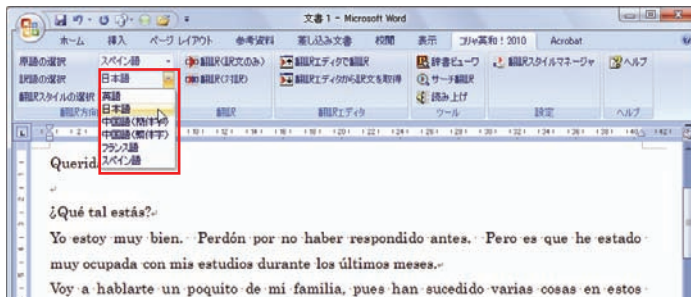 文書 1 - Microsoft Word
ホーム 挿入 ページ レイアウト 参考資料 差し込み文書 校閲 表示 コリャ英和!2010 Acrobat
原語の選択 スペイン語
訳語の選択 日本語
翻訳スタイルの選択
英語
日本語
中国語(簡体字)
中国語(繁体字)
フランス語
スペイン語
翻訳(訳文のみ)
翻訳エディタで翻訳
翻訳エディタから訳文を取得
辞書ビューワ
サーチ翻訳
読み上げ
翻訳スタイルマネージャ
ヘルプ
翻訳方向 翻訳 翻訳エディタ ツール 設定 ヘルプ
Querid
¿Qué tal estás?
Yo estoy muy bien. Perdón por no haber respondido antes. Pero es que he estado
muy ocupada con mis estudios durante los últimos meses.
Voy a hablarte un poquito de mi familia, pues han sucedido varias cosas en estos